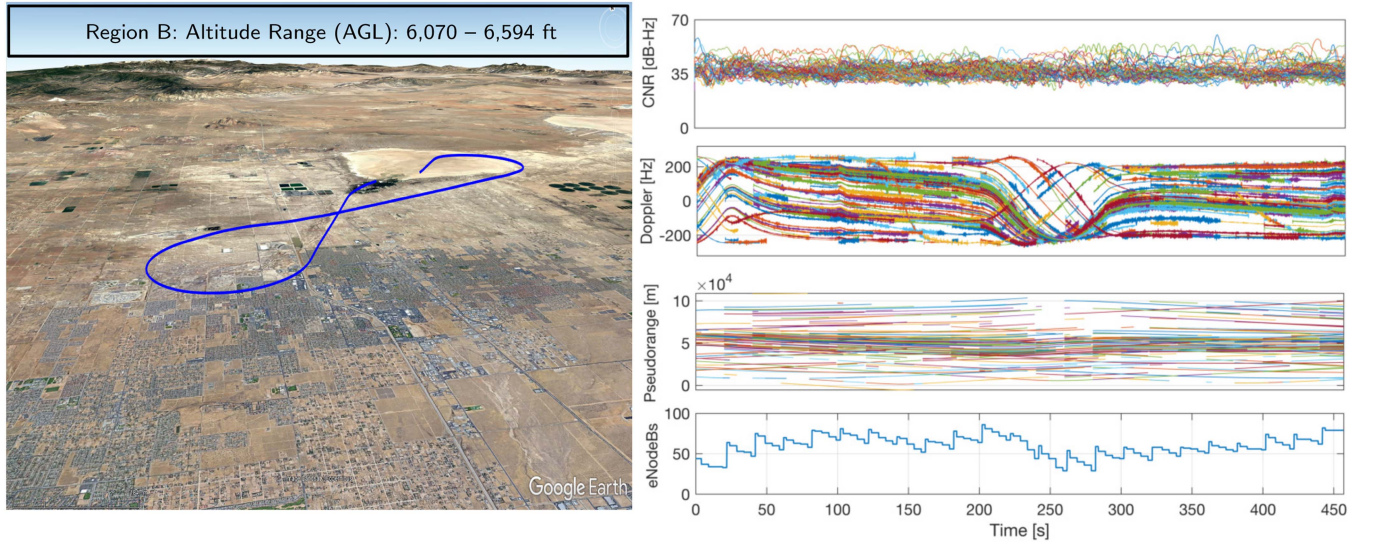 Region B: Altitude Range (AGL): 6,070 – 6,594 ft
Google Earth
CNR [dB-Hz]
70
35
0
Doppler [Hz]
200
0
-200
Pseudorange [m]
×10⁴
10
5
0
eNodeBs
100
50
0
0 50 100 150 200 250 300 350 400 450
Time [s]